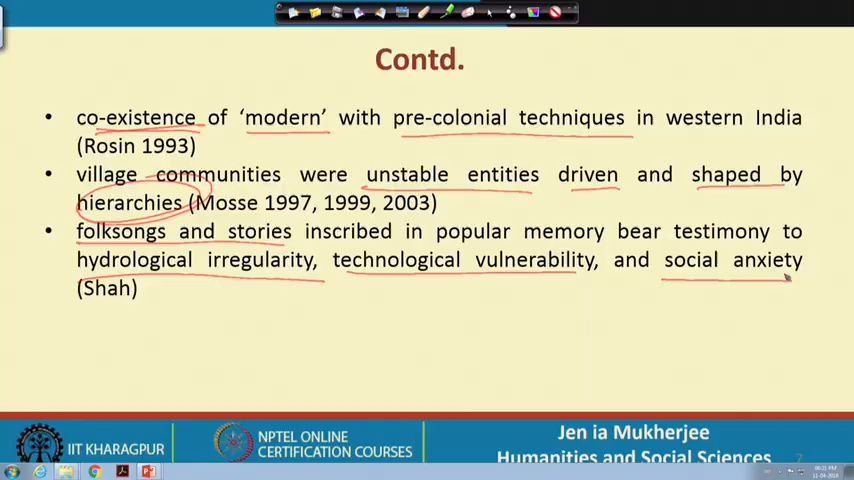 Contd.
• co-existence of ‘modern’ with pre-colonial techniques in western India
(Rosin 1993)
• village communities were unstable entities driven and shaped by
hierarchies (Mosse 1997, 1999, 2003)
• folksongs and stories inscribed in popular memory bear testimony to
hydrological irregularity, technological vulnerability, and social anxiety
(Shah)
IIT KHARAGPUR
NPTEL ONLINE
CERTIFICATION COURSES
Jen ia Mukherjee
Humanities and Social Sciences
7